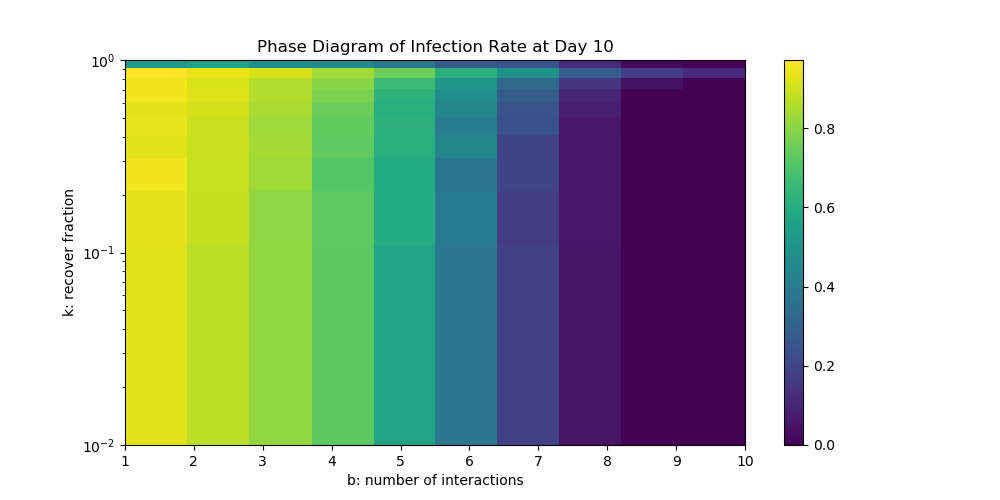 Phase Diagram of Infection Rate at Day 10
k: recover fraction
10^0
10^-1
10^-2
1 2 3 4 5 6 7 8 9 10
b: number of interactions
0.8
0.6
0.4
0.2
0.0